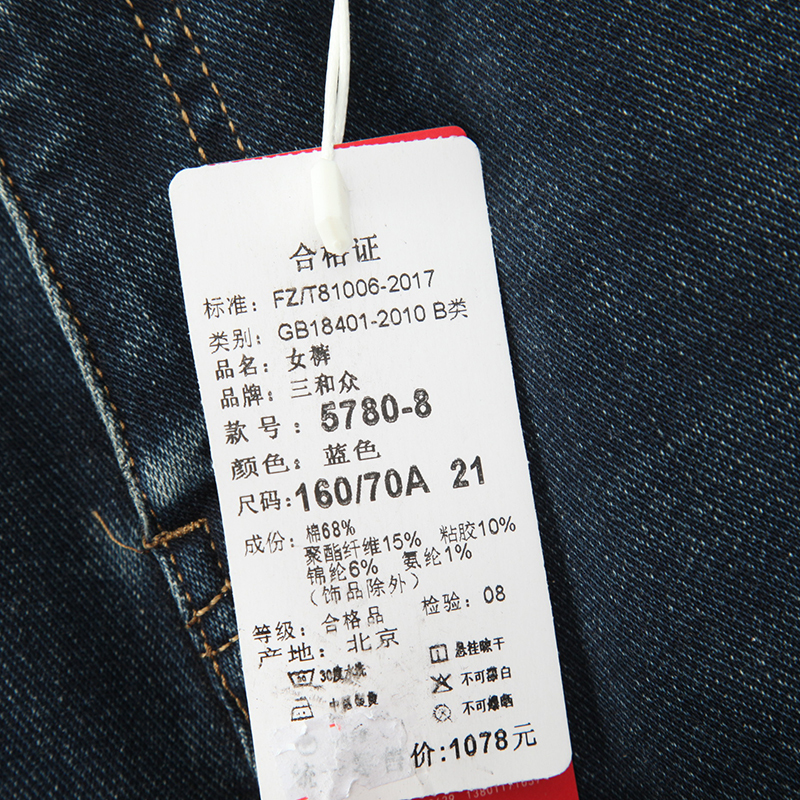 合格证
标准：FZ/T81006-2017
类别：GB18401-2010 B类
品名：女裤
品牌：三和众
款号：5780-8
颜色：蓝色
尺码:160/70A 21
成份：棉68%
聚酯纤维15% 粘胶10%
锦纶6% 氨纶1%
（饰品除外）
等级：合格品 检验：08
产地：北京
30度水洗 悬挂晾干
不可漂白
不可曝晒
价:1078元